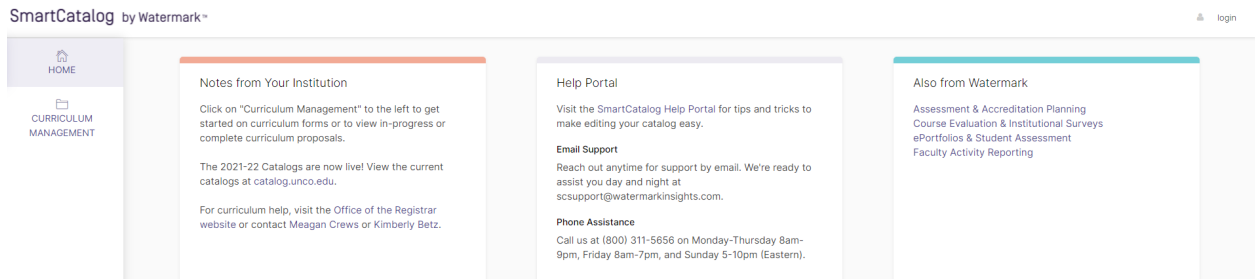 SmartCatalog by Watermark™
login
HOME
CURRICULUM
MANAGEMENT
Notes from Your Institution
Click on "Curriculum Management" to the left to get
started on curriculum forms or to view in-progress or
complete curriculum proposals.
The 2021-22 Catalogs are now live! View the current
catalogs at catalog.unco.edu.
For curriculum help, visit the Office of the Registrar
website or contact Meagan Crews or Kimberly Betz.
Help Portal
Visit the SmartCatalog Help Portal for tips and tricks to
make editing your catalog easy.
Email Support
Reach out anytime for support by email. We're ready to
assist you day and night at
scsupport@watermarkinsights.com.
Phone Assistance
Call us at (800) 311-5656 on Monday-Thursday 8am-
9pm, Friday 8am-7pm, and Sunday 5-10pm (Eastern).
Also from Watermark
Assessment & Accreditation Planning
Course Evaluation & Institutional Surveys
ePortfolios & Student Assessment
Faculty Activity Reporting